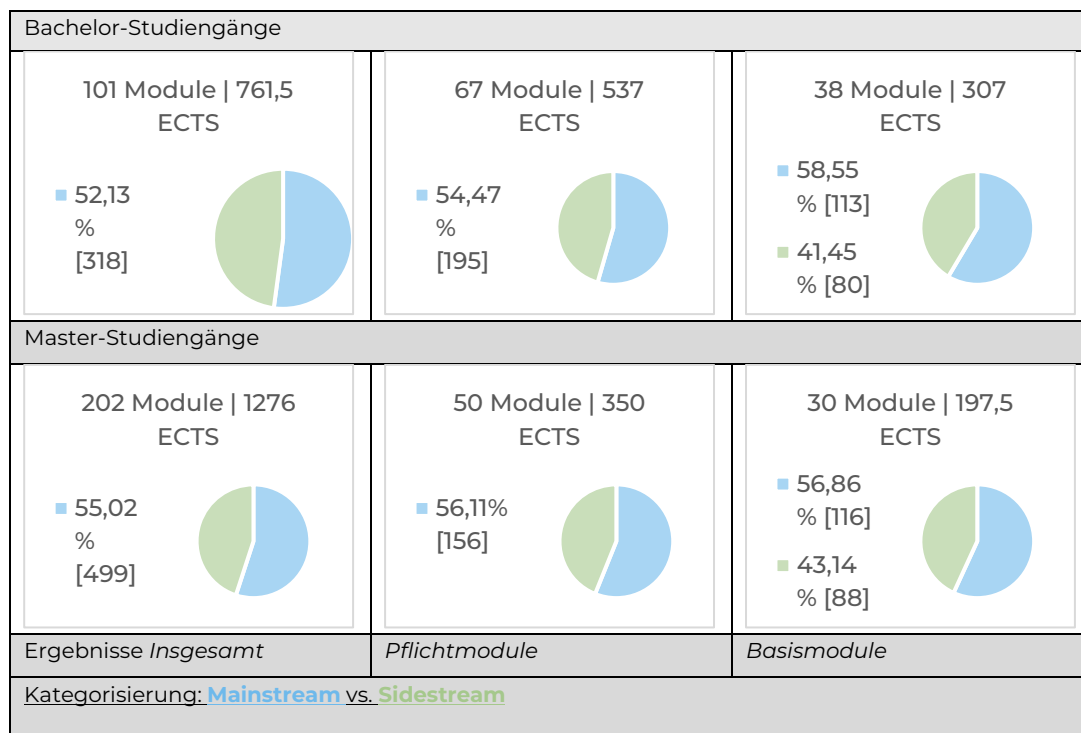 Bachelor-Studiengänge
101 Module | 761,5
ECTS
52,13
%
[318]
67 Module | 537
ECTS
54,47
%
[195]
38 Module | 307
ECTS
58,55
% [113]
41,45
% [80]
Master-Studiengänge
202 Module | 1276
ECTS
55,02
%
[499]
50 Module | 350
ECTS
56,11%
[156]
30 Module | 197,5
ECTS
56,86
% [116]
43,14
% [88]
Ergebnisse Insgesamt
Pflichtmodule
Basismodule
Kategorisierung: Mainstream vs. Sidestream